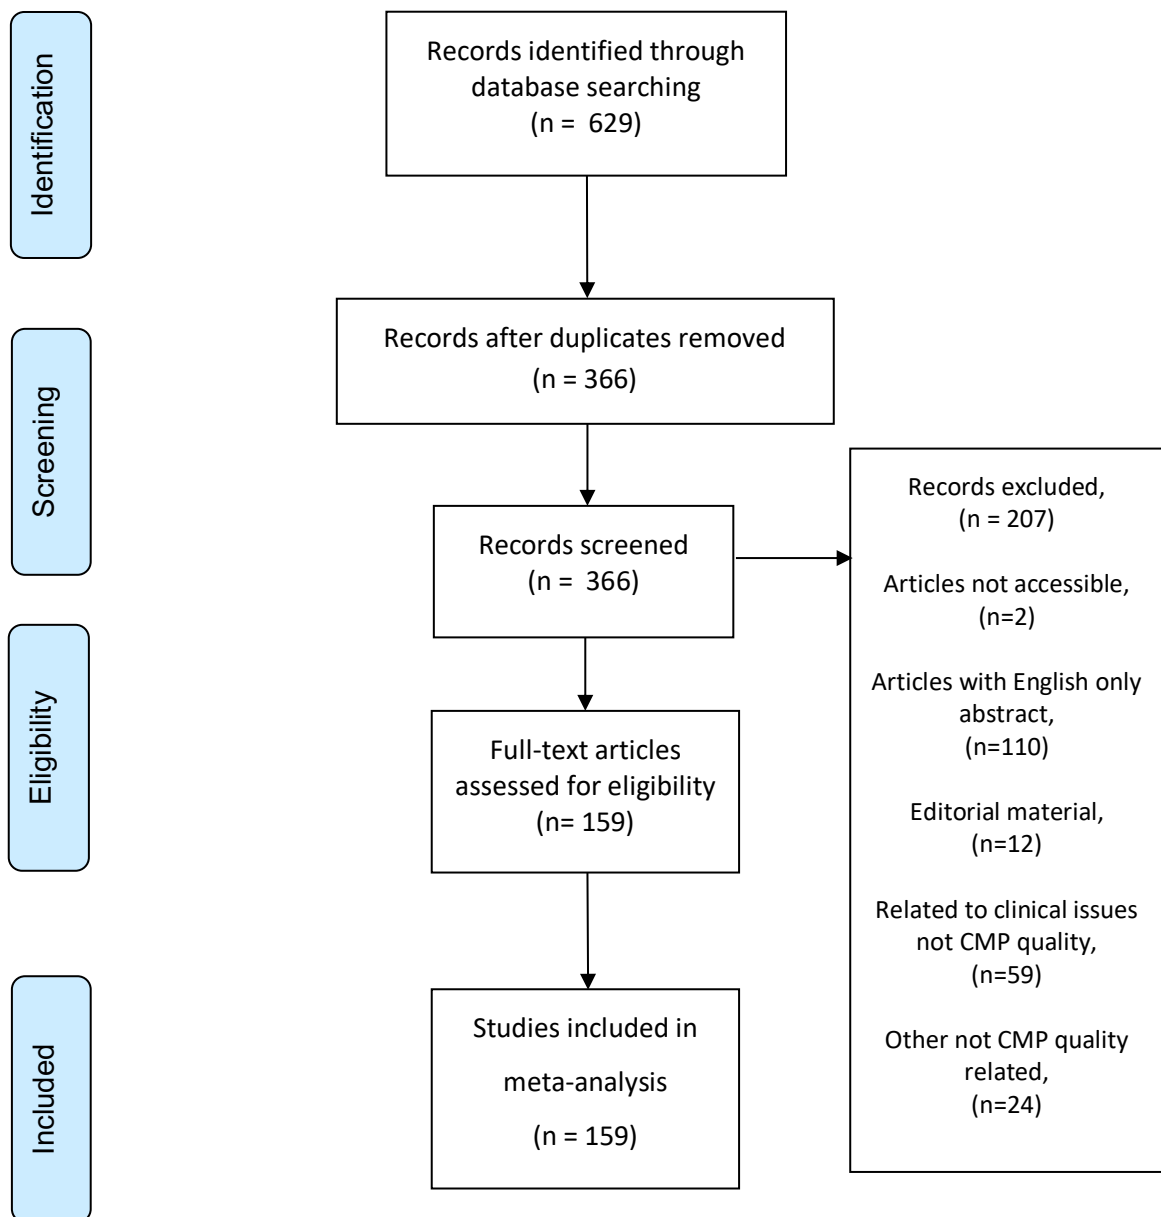 Identification
Records identified through
database searching
(n =  629)
Screening
Records after duplicates removed
(n = 366)
Records screened
(n =  366)
Records excluded,
(n = 207)
Articles not accessible,
(n=2)
Articles with English only
abstract,
(n=110)
Editorial material,
(n=12)
Related to clinical issues
not CMP quality,
(n=59)
Other not CMP quality
related,
(n=24)
Eligibility
Full-text articles
assessed for eligibility
(n= 159)
Included
Studies included in
meta-analysis
(n = 159)